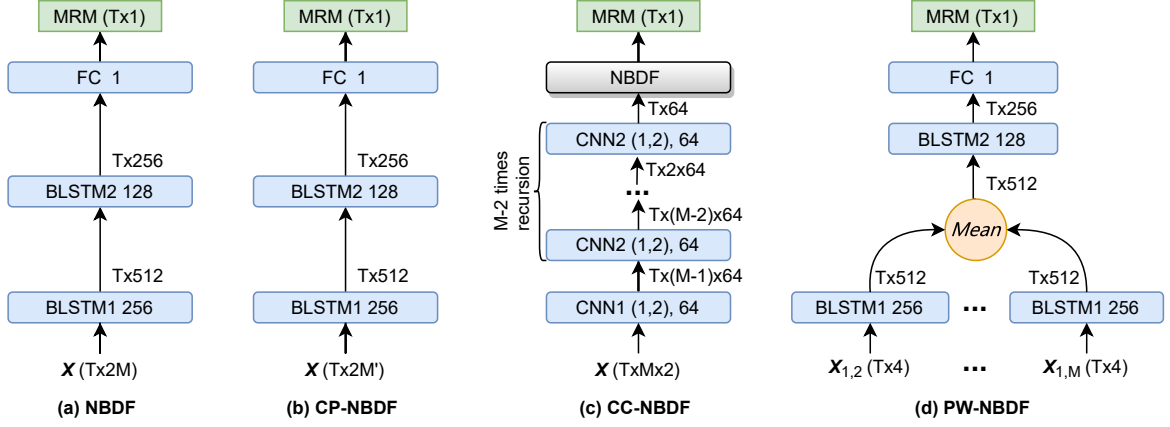 MRM (Tx1)
FC 1
Tx256
BLSTM2 128
Tx512
BLSTM1 256
X (Tx2M)
(a) NBDF
MRM (Tx1)
FC 1
Tx256
BLSTM2 128
Tx512
BLSTM1 256
X (Tx2M')
(b) CP-NBDF
MRM (Tx1)
NBDF
Tx64
CNN2 (1,2), 64
Tx2x64
...
Tx(M-2)x64
CNN2 (1,2), 64
Tx(M-1)x64
CNN1 (1,2), 64
M-2 times
recursion
X (TxMx2)
(c) CC-NBDF
MRM (Tx1)
FC 1
Tx256
BLSTM2 128
Tx512
Mean
Tx512 Tx512
BLSTM1 256 ... BLSTM1 256
X1,2 (Tx4) ... X1,M (Tx4)
(d) PW-NBDF